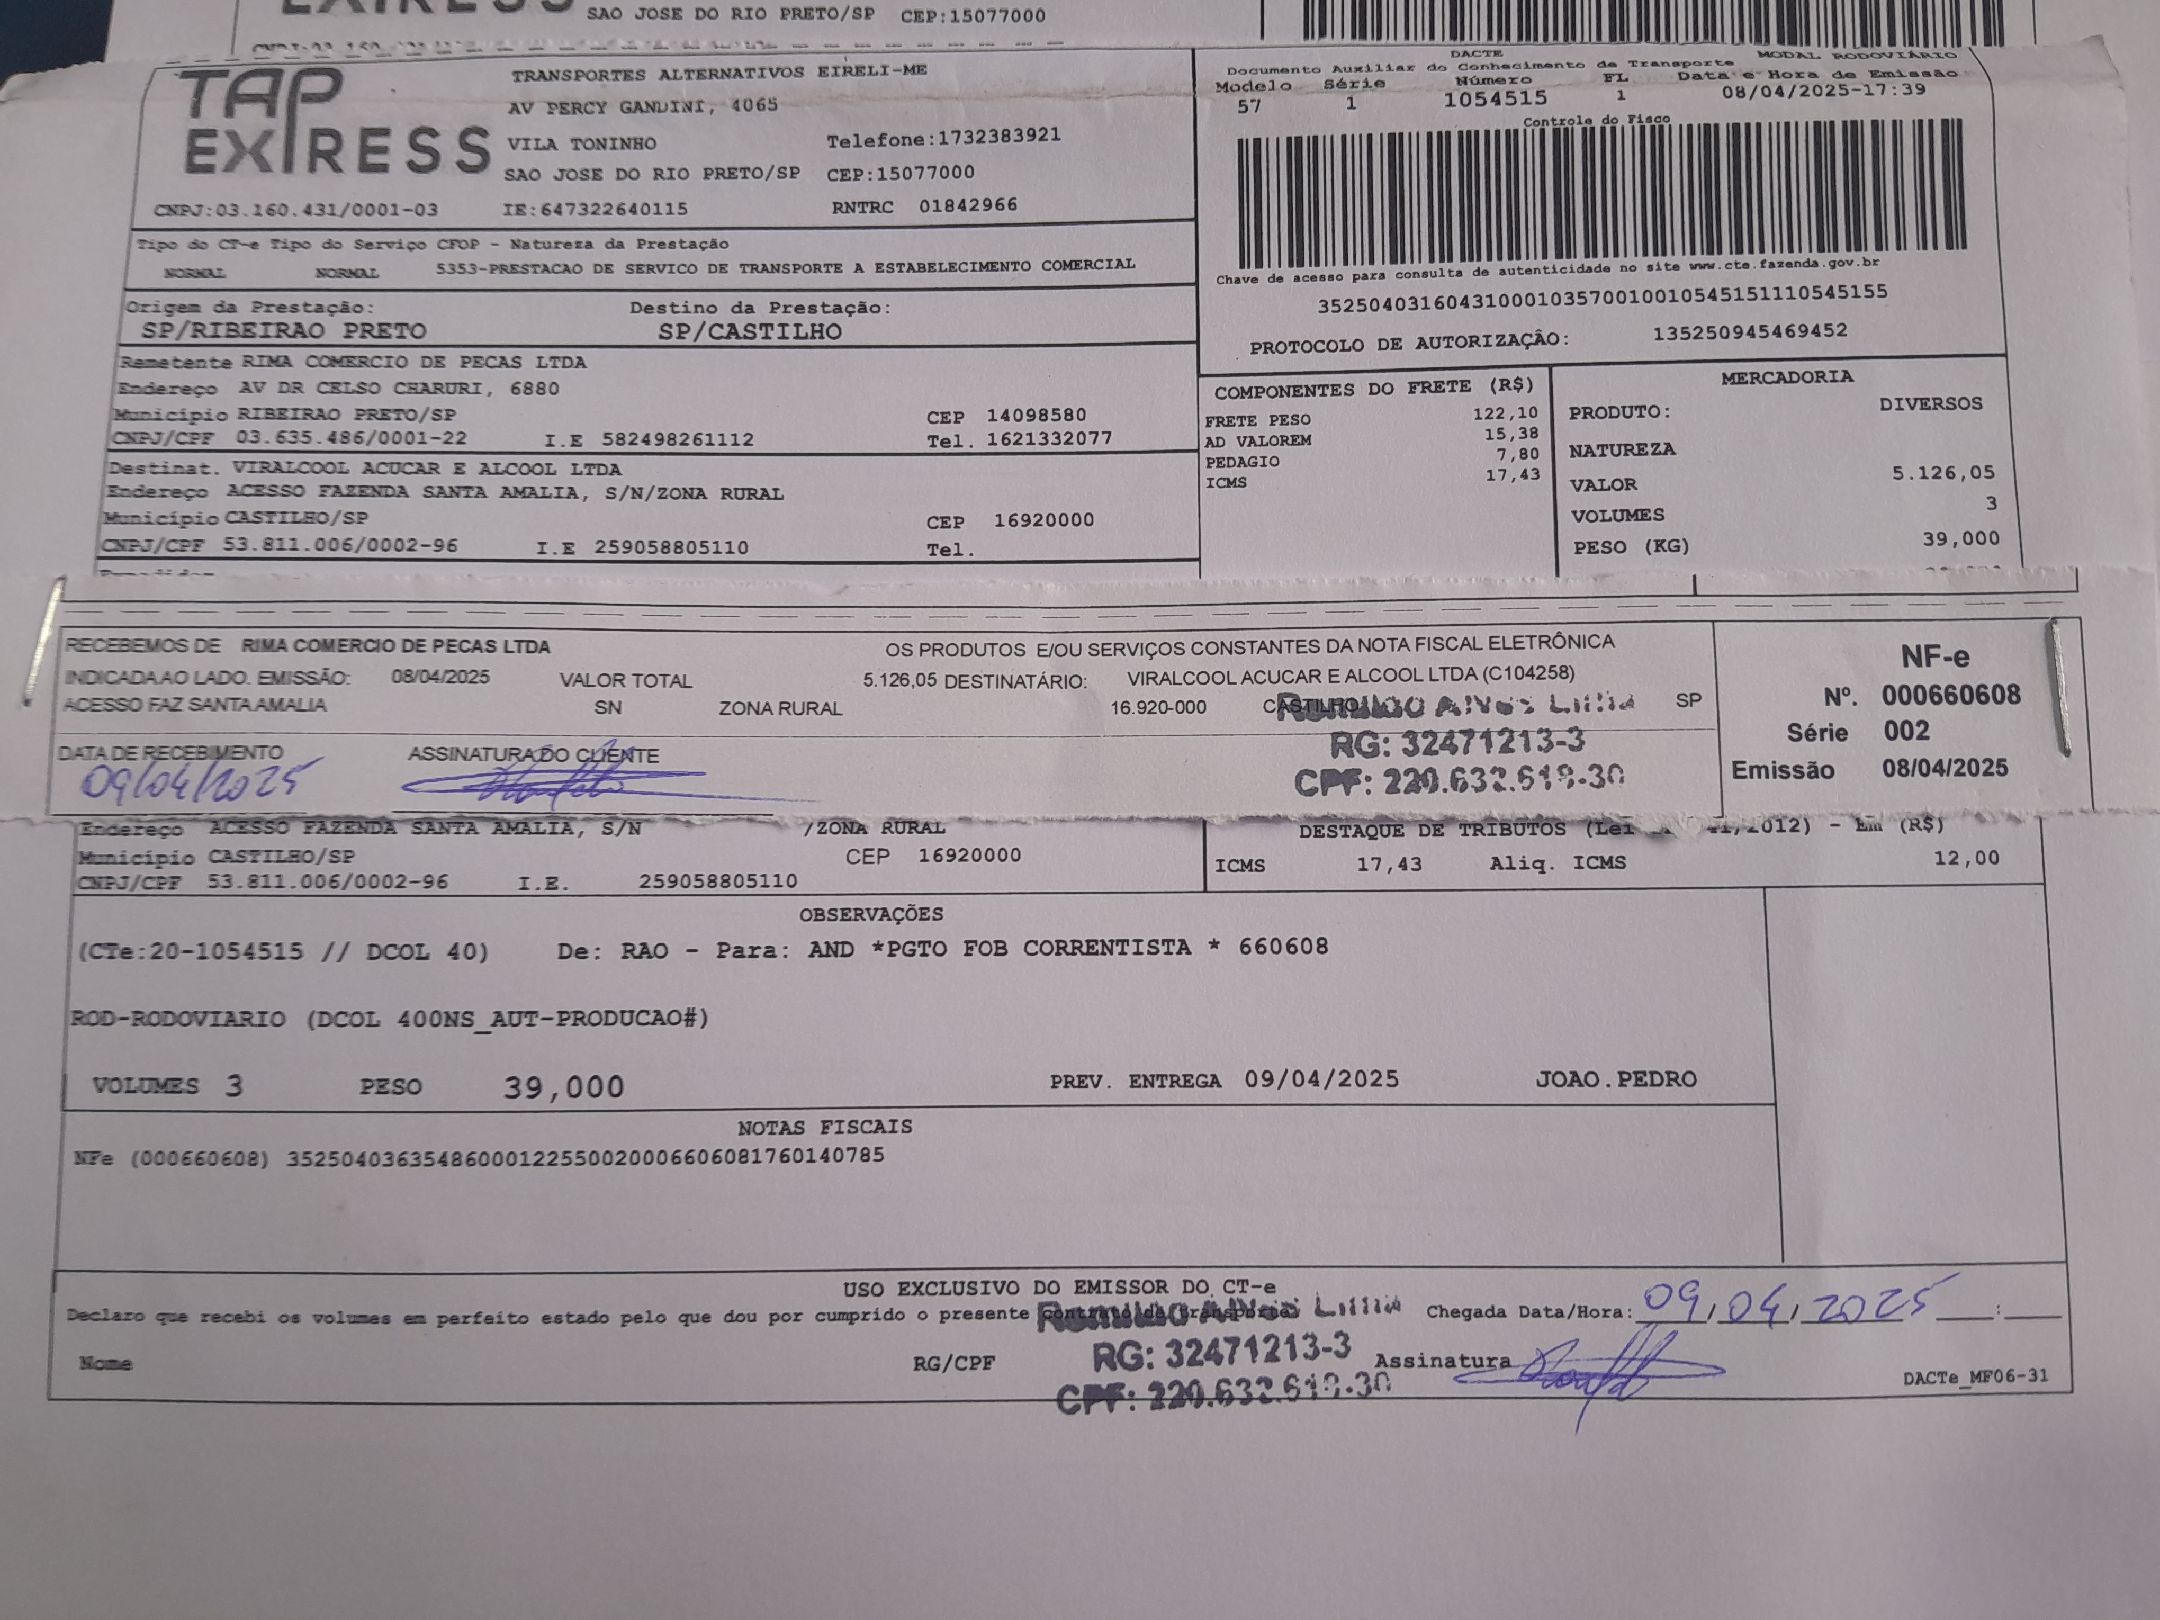 SAO JOSE DO RIO PRETO/SP CEP:15077000
TAP EXPRESS
TRANSPORTES ALTERNATIVOS EIRELI-ME
AV PERCY GANDINI, 4065
VILA TONINHO Telefone:1732383921
SAO JOSE DO RIO PRETO/SP CEP:15077000
CNPJ:03.160.431/0001-03 IE:647322640115 RNTRC 01842966
DACTE MODAL RODOVIÁRIO
Documento Auxiliar do Conhecimento de Transporte
Modelo Série Número FL Data e Hora de Emissão
57 1 1054515 1 08/04/2025-17:39
Controle do Fisco
Chave de acesso para consulta de autenticidade no site www.cte.fazenda.gov.br
35250403160431000103570010010545151110545155
PROTOCOLO DE AUTORIZAÇÃO: 135250945469452
Tipo do CT-e Tipo do Serviço CFOP - Natureza da Prestação
NORMAL NORMAL 5353-PRESTACAO DE SERVICO DE TRANSPORTE A ESTABELECIMENTO COMERCIAL
Origem da Prestação: Destino da Prestação:
SP/RIBEIRAO PRETO SP/CASTILHO
Remetente RIMA COMERCIO DE PECAS LTDA
Endereço AV DR CELSO CHARURI, 6880
Município RIBEIRAO PRETO/SP CEP 14098580
CNPJ/CPF 03.635.486/0001-22 I.E 582498261112 Tel. 1621332077
Destinat. VIRALCOOL ACUCAR E ALCOOL LTDA
Endereço ACESSO FAZENDA SANTA AMALIA, S/N/ZONA RURAL
Município CASTILHO/SP CEP 16920000
CNPJ/CPF 53.811.006/0002-96 I.E 259058805110 Tel.
COMPONENTES DO FRETE (R$)
FRETE PESO 122,10
AD VALOREM 15,38
PEDAGIO 7,80
ICMS 17,43
MERCADORIA
PRODUTO: DIVERSOS
NATUREZA
VALOR 5.126,05
VOLUMES 3
PESO (KG) 39,000
RECEBEMOS DE RIMA COMERCIO DE PECAS LTDA OS PRODUTOS E/OU SERVIÇOS CONSTANTES DA NOTA FISCAL ELETRÔNICA
INDICADA AO LADO. EMISSÃO: 08/04/2025 VALOR TOTAL 5.126,05 DESTINATÁRIO: VIRALCOOL ACUCAR E ALCOOL LTDA (C104258)
ACESSO FAZ SANTA AMALIA SN ZONA RURAL 16.920-000 CASTILHO SP
DATA DE RECEBIMENTO ASSINATURA DO CLIENTE
09/04/2025
RG: 32471213-3
CPF: 220.632.618-30
NF-e
Nº. 000660608
Série 002
Emissão 08/04/2025
Endereço ACESSO FAZENDA SANTA AMALIA, S/N /ZONA RURAL
Município CASTILHO/SP CEP 16920000
CNPJ/CPF 53.811.006/0002-96 I.E. 259058805110
DESTAQUE DE TRIBUTOS (Lei /2012) - Em (R$)
ICMS 17,43 Aliq. ICMS 12,00
OBSERVAÇÕES
(CTe:20-1054515 // DCOL 40) De: RAO - Para: AND *PGTO FOB CORRENTISTA * 660608
ROD-RODOVIARIO (DCOL 400NS_AUT-PRODUCAO#)
VOLUMES 3 PESO 39,000 PREV. ENTREGA 09/04/2025 JOAO.PEDRO
NOTAS FISCAIS
NFe (000660608) 35250403635486000122550020006606081760140785
USO EXCLUSIVO DO EMISSOR DO CT-e
Declaro que recebi os volumes em perfeito estado pelo que dou por cumprido o presente contrato de transporte. Chegada Data/Hora: 09/04/2025 :
Nome RG/CPF RG: 32471213-3 Assinatura
CPF: 220.632.618-30
DACTe_MF06-31